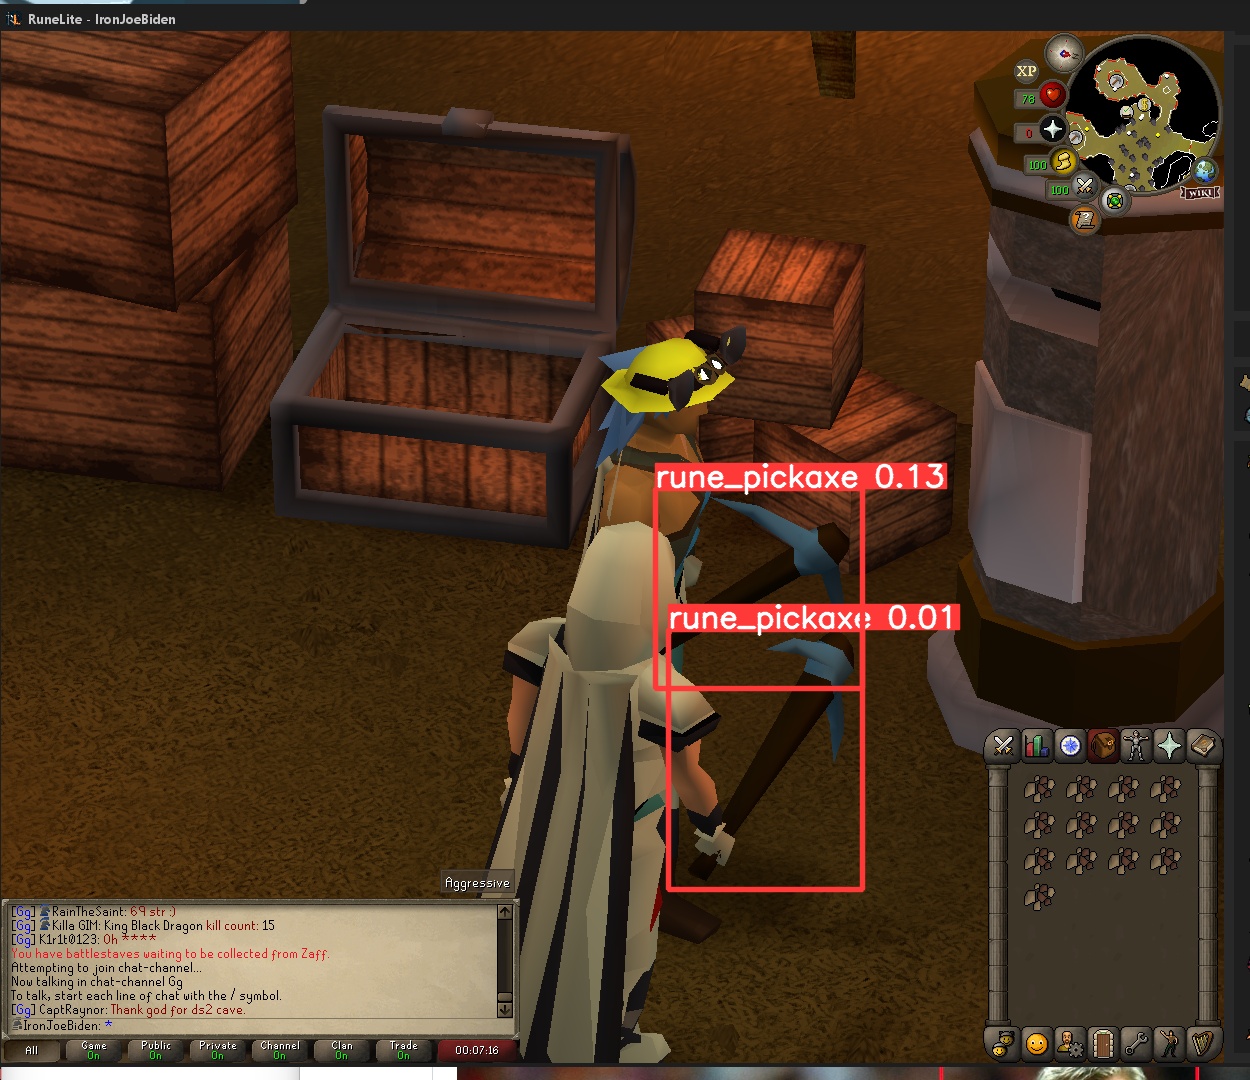 RuneLite - IronJoeBiden
XP
78
0
100
100
WIKI
rune_pickaxe 0.13
rune_pickaxe 0.01
Aggressive
[Gg] RainTheSaint: 69 str :)
[Gg] Killa GIM: King Black Dragon kill count: 15
[Gg] K1r1t0123: Oh ****
You have battlestaves waiting to be collected from Zaff.
Attempting to join chat-channel...
Now talking in chat-channel Gg
To talk, start each line of chat with the / symbol.
[Gg] CaptRaynor: Thank god for ds2 cave.
IronJoeBiden: *
All
Game
On
Public
On
Private
On
Channel
On
Clan
On
Trade
On
00:07:16